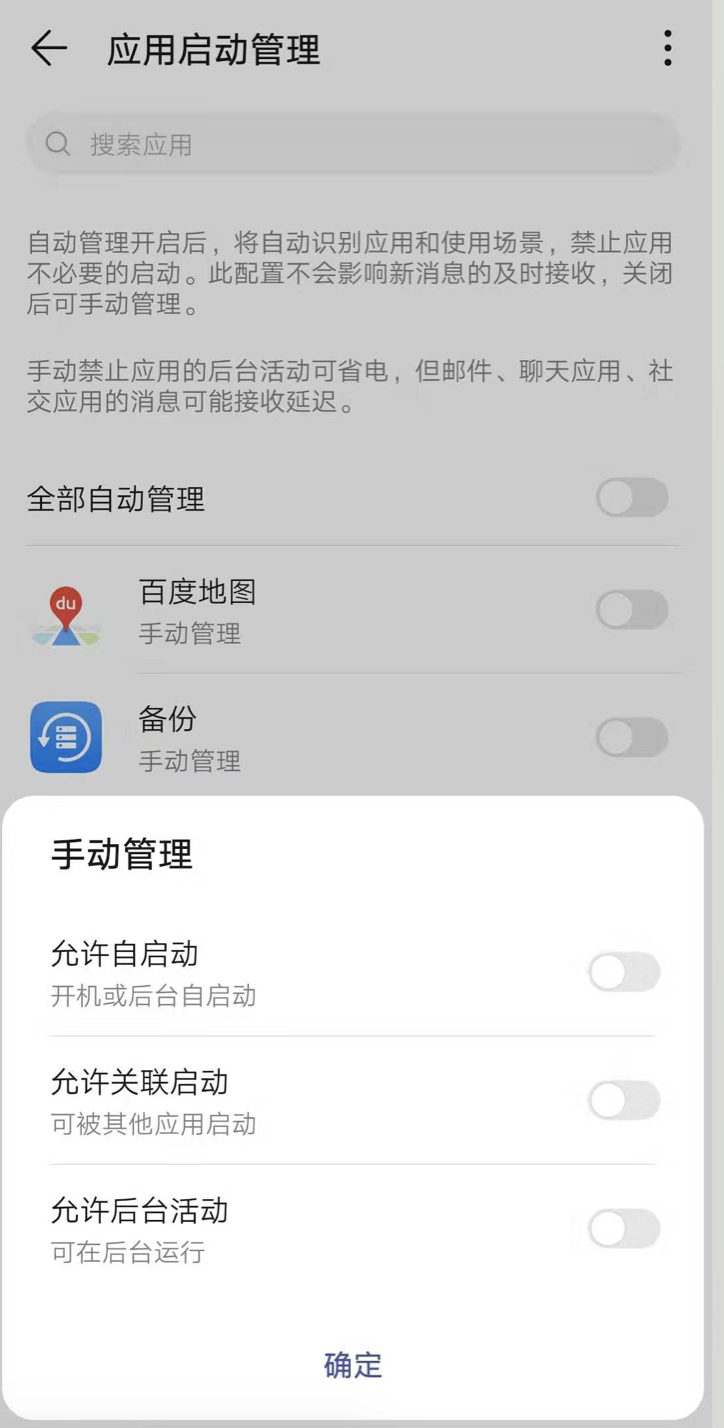 应用启动管理
搜索应用
自动管理开启后，将自动识别应用和使用场景，禁止应用
不必要的启动。此配置不会影响新消息的及时接收，关闭
后可手动管理。
手动禁止应用的后台活动可省电，但邮件、聊天应用、社
交应用的消息可能接收延迟。
全部自动管理
du
百度地图
手动管理
备份
手动管理
手动管理
允许自启动
开机或后台自启动
允许关联启动
可被其他应用启动
允许后台活动
可在后台运行
确定